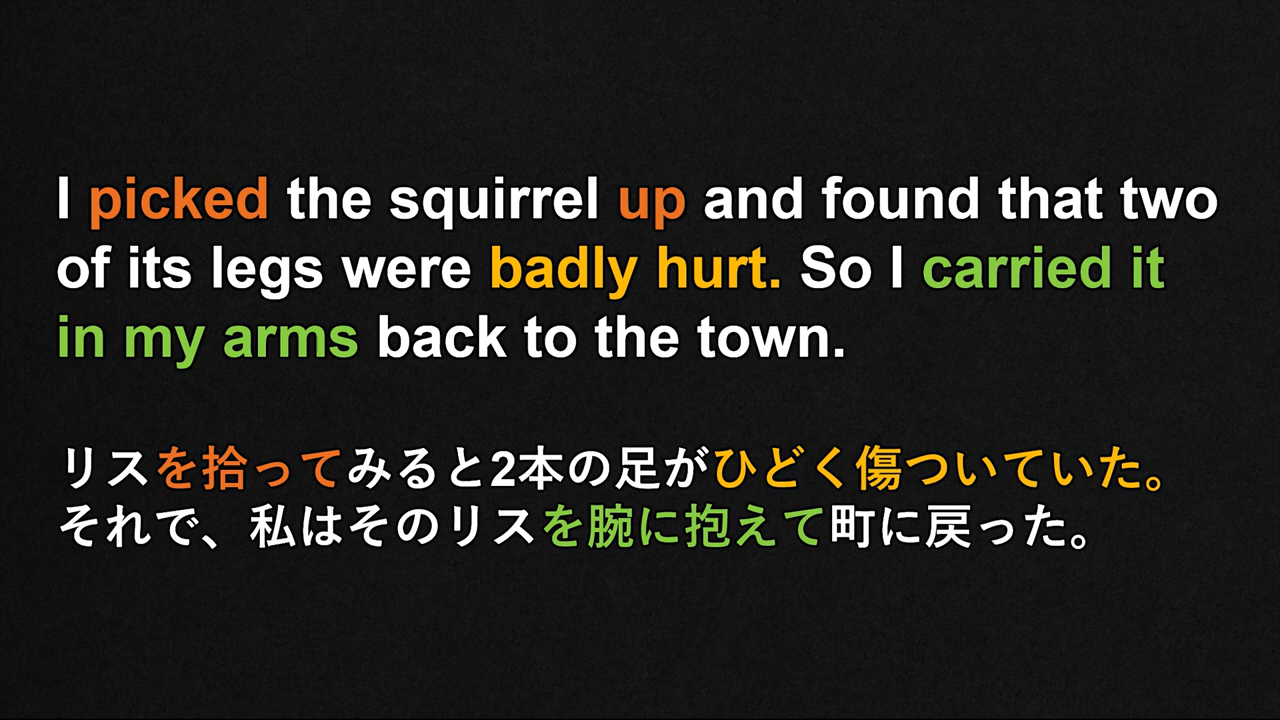 I picked the squirrel up and found that two
of its legs were badly hurt. So I carried it
in my arms back to the town.
リスを拾ってみると2本の足がひどく傷ついていた。
それで、私はそのリスを腕に抱えて町に戻った。